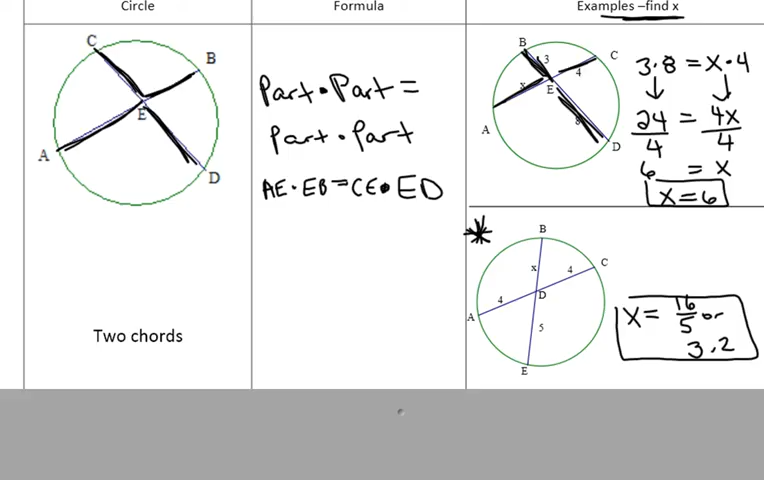 Circle
Formula
Examples –find x
C
B
E
A
D
Part • Part =
Part • Part
AE • EB = CE • ED
B
3
C
4
x
E
A
8
D
3 • 8 = x • 4
24/4 = 4x/4
6 = x
x = 6
Two chords
*
B
C
x
4
4
D
A
5
E
x = 16/5 or
3.2